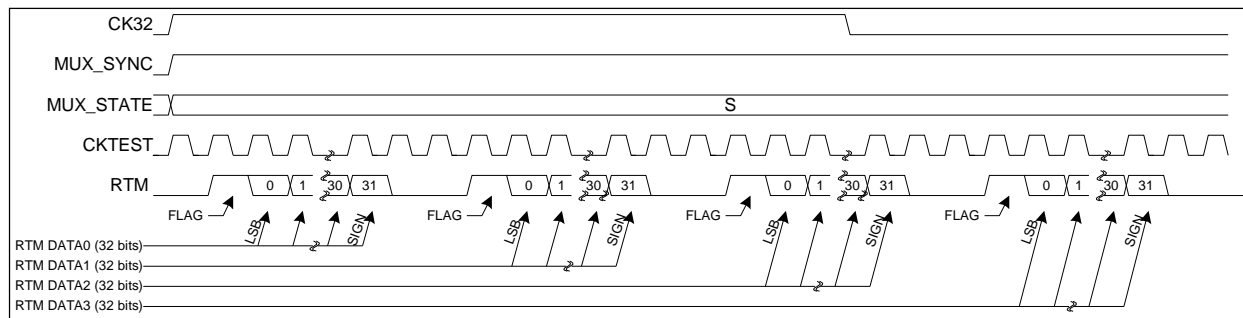 CK32
MUX_SYNC
MUX_STATE S
CKTEST
RTM 0 1 30 31 0 1 30 31 0 1 30 31 0 1 30 31
FLAG FLAG FLAG FLAG
LSB SIGN LSB SIGN LSB SIGN LSB SIGN
RTM DATA0 (32 bits)
RTM DATA1 (32 bits)
RTM DATA2 (32 bits)
RTM DATA3 (32 bits)